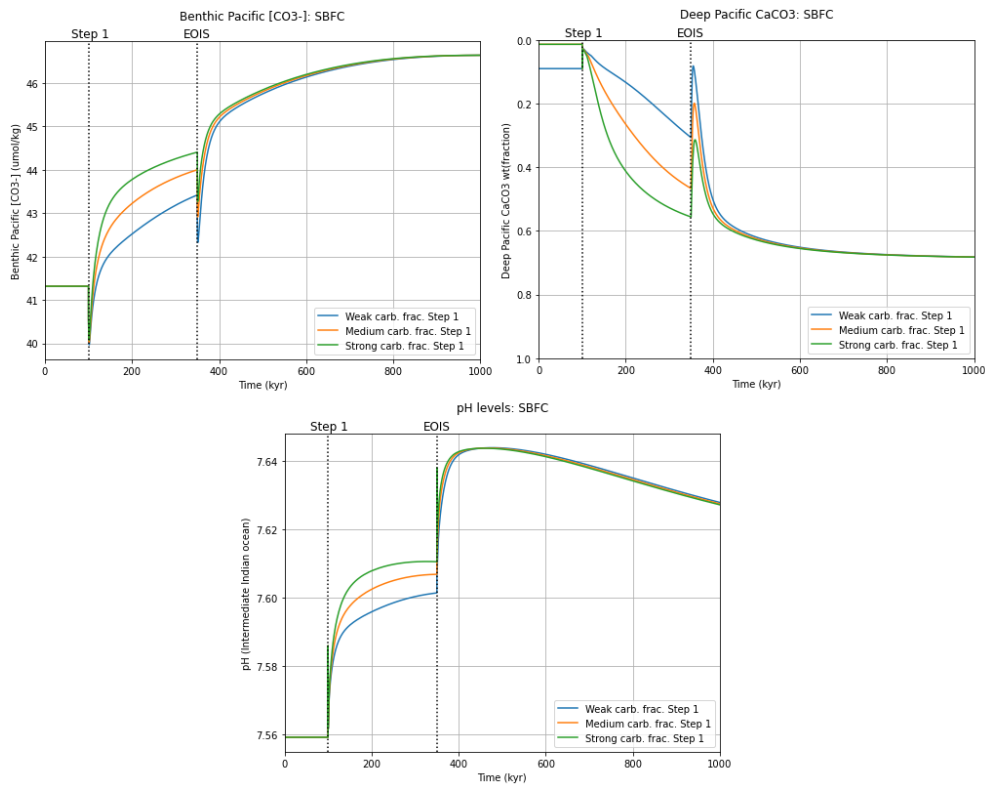 Benthic Pacific [CO3-]: SBFC
Step 1
EOIS
46
45
44
43
42
41
40
Benthic Pacific [CO3-] (umol/kg)
0
200
400
600
800
1000
Time (kyr)
Weak carb. frac. Step 1
Medium carb. frac. Step 1
Strong carb. frac. Step 1
Deep Pacific CaCO3: SBFC
Step 1
EOIS
0.0
0.2
0.4
0.6
0.8
1.0
Deep Pacific CaCO3 wt(fraction)
0
200
400
600
800
1000
Time (kyr)
Weak carb. frac. Step 1
Medium carb. frac. Step 1
Strong carb. frac. Step 1
pH levels: SBFC
Step 1
EOIS
7.64
7.62
7.60
7.58
7.56
pH (Intermediate Indian ocean)
0
200
400
600
800
1000
Time (kyr)
Weak carb. frac. Step 1
Medium carb. frac. Step 1
Strong carb. frac. Step 1